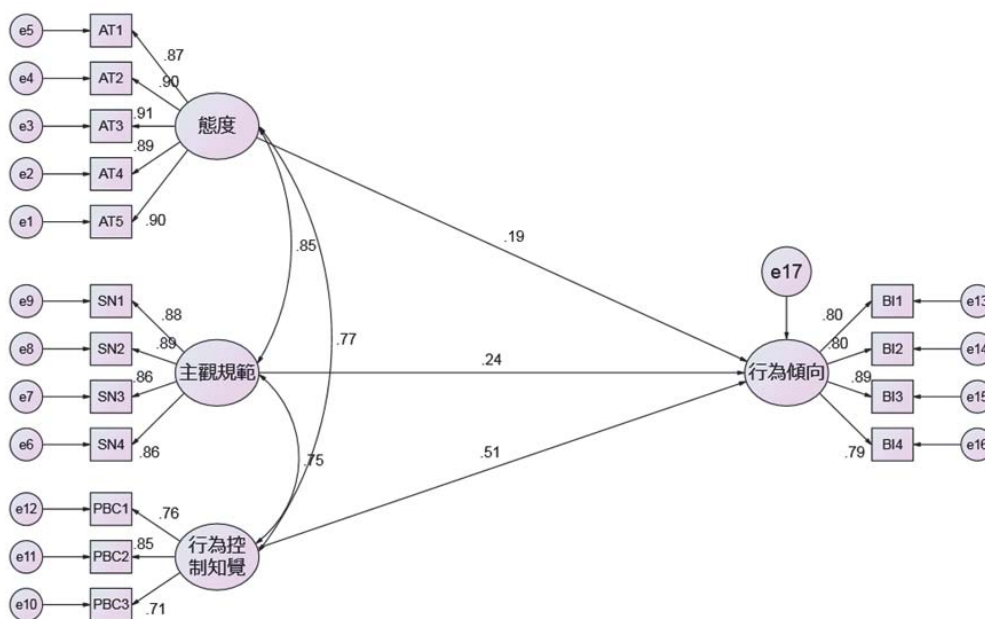 e5
AT1
.87
e4
AT2
.90
e3
AT3
.91
e2
AT4
.89
e1
AT5
.90
態度
.85
.77
.19
e9
SN1
.88
e8
SN2
.89
e7
SN3
.86
e6
SN4
.86
主觀規範
.24
.75
e12
PBC1
.76
e11
PBC2
.85
e10
PBC3
.71
行為控
制知覺
.51
e17
行為傾向
.80
BI1
e13
.80
BI2
e14
.89
BI3
e15
.79
BI4
e16